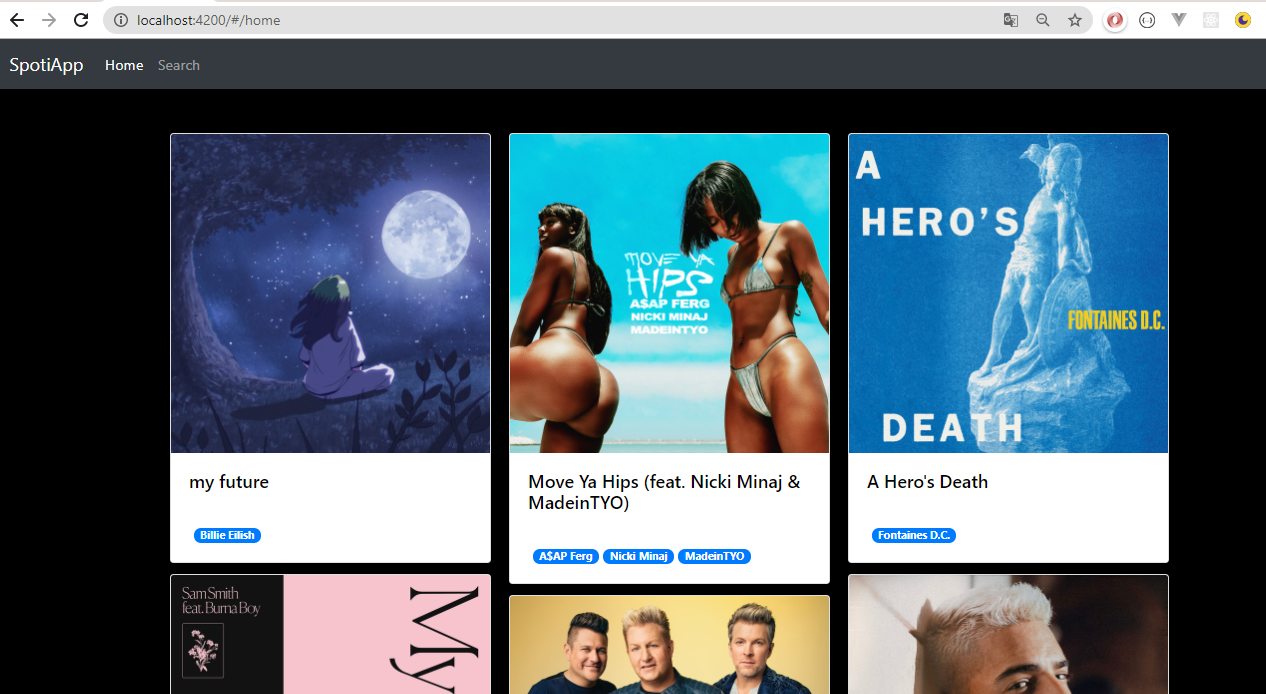 localhost:4200/#/home
SpotiApp Home Search
MOVE YA
HIPS
A$AP FERG
NICKI MINAJ
MADEINTYO
A
HERO'S
FONTAINES D.C.
DEATH
my future
Billie Eilish
Move Ya Hips (feat. Nicki Minaj &
MadeinTYO)
A$AP Ferg Nicki Minaj MadeinTYO
A Hero's Death
Fontaines D.C.
Sam Smith
feat. Burna Boy
My